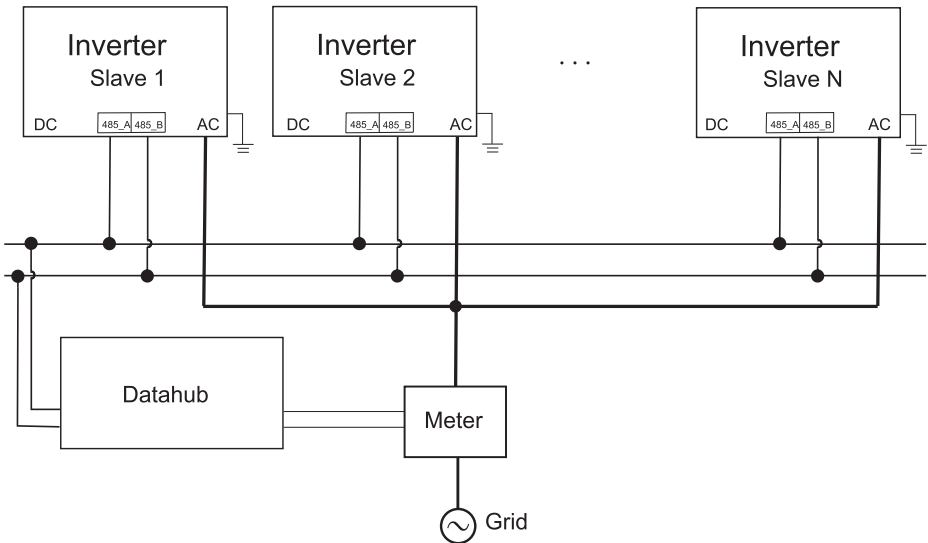 Inverter
Slave 1
DC 485_A 485_B AC
Inverter
Slave 2
DC 485_A 485_B AC
. . .
Inverter
Slave N
DC 485_A 485_B AC
Datahub
Meter
Grid